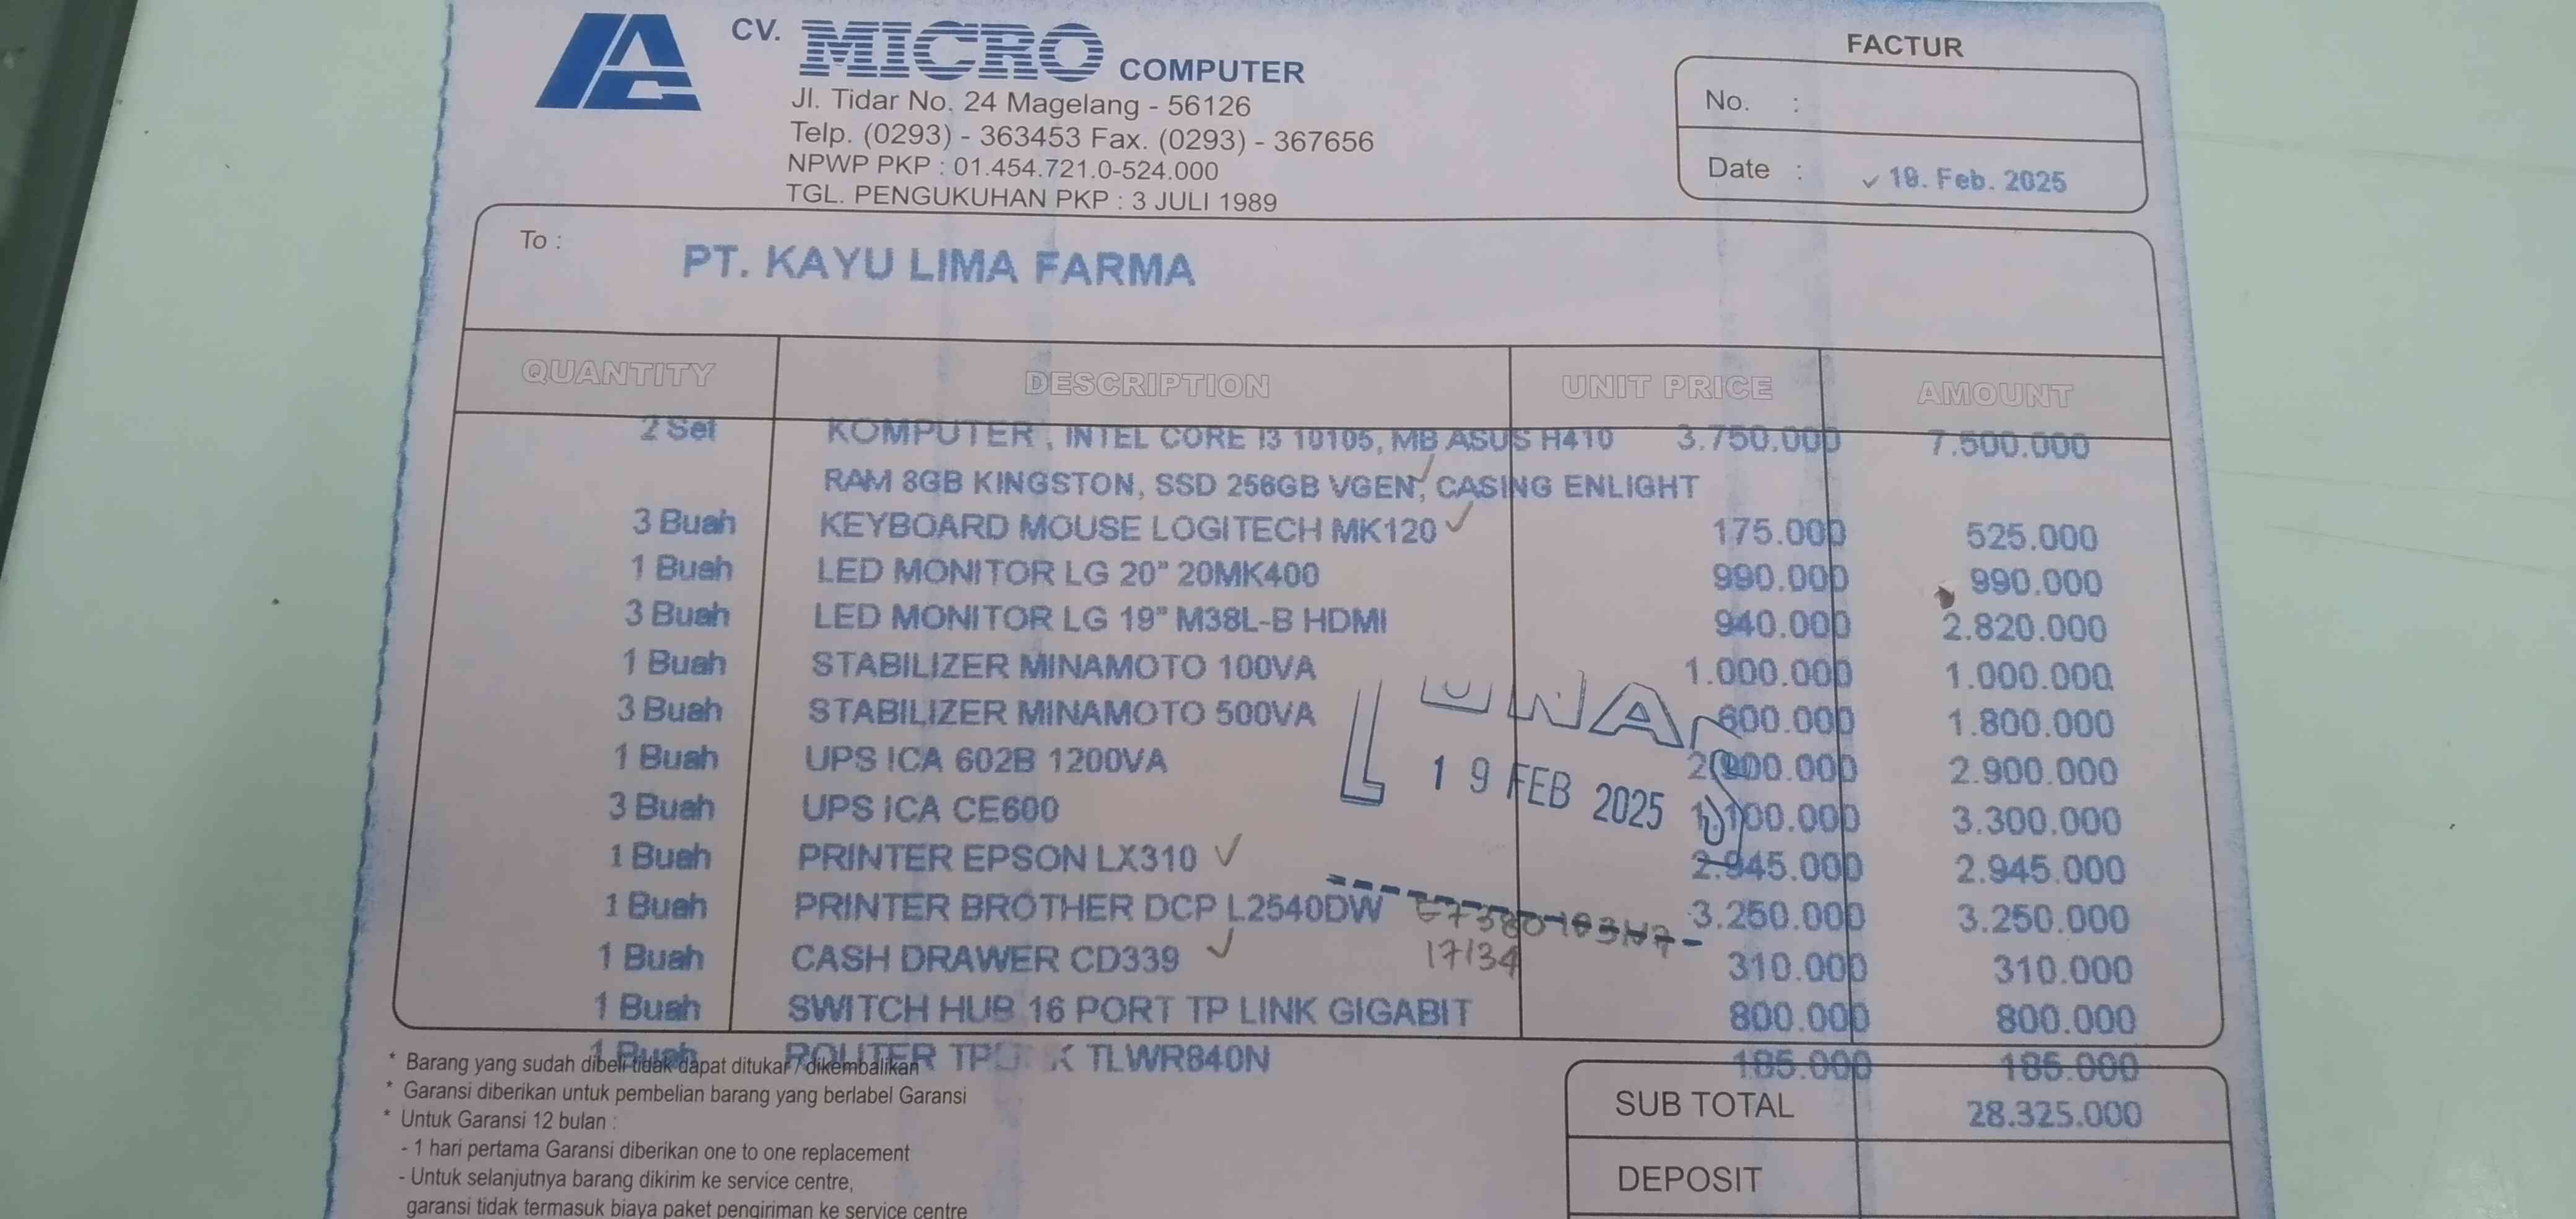 CV. MICRO COMPUTER
Jl. Tidar No. 24 Magelang - 56126
Telp. (0293) - 363453 Fax. (0293) - 367656
NPWP PKP : 01.454.721.0-524.000
TGL. PENGUKUHAN PKP : 3 JULI 1989
FACTUR
No. :
Date : Feb. 2025
To :
PT. KAYU LIMA FARMA
QUANTITY DESCRIPTION UNIT PRICE AMOUNT
2 Set KOMPUTER , INTEL CORE I3 10105, MB ASUS H410 3.750.000 7.500.000
RAM 8GB KINGSTON, SSD 256GB VGEN, CASING ENLIGHT
3 Buah KEYBOARD MOUSE LOGITECH MK120 175.000 525.000
1 Buah LED MONITOR LG 20" 20MK400 990.000 990.000
3 Buah LED MONITOR LG 19" M38L-B HDMI 940.000 2.820.000
1 Buah STABILIZER MINAMOTO 100VA 1.000.000 1.000.000
3 Buah STABILIZER MINAMOTO 500VA 600.000 1.800.000
1 Buah UPS ICA 602B 1200VA 2.900.000 2.900.000
3 Buah UPS ICA CE600 1.100.000 3.300.000
1 Buah PRINTER EPSON LX310 2.945.000 2.945.000
1 Buah PRINTER BROTHER DCP L2540DW 3.250.000 3.250.000
1 Buah CASH DRAWER CD339 17134 310.000 310.000
1 Buah SWITCH HUB 16 PORT TP LINK GIGABIT 800.000 800.000
1 Buah ROUTER TLWR840N 185.000 185.000
LUNAS
19 FEB 2025
* Barang yang sudah dibeli tidak dapat ditukar / dikembalikan
* Garansi diberikan untuk pembelian barang yang berlabel Garansi
* Untuk Garansi 12 bulan :
- 1 hari pertama Garansi diberikan one to one replacement
- Untuk selanjutnya barang dikirim ke service centre,
garansi tidak termasuk biaya paket pengiriman ke service centre
SUB TOTAL 28.325.000
DEPOSIT